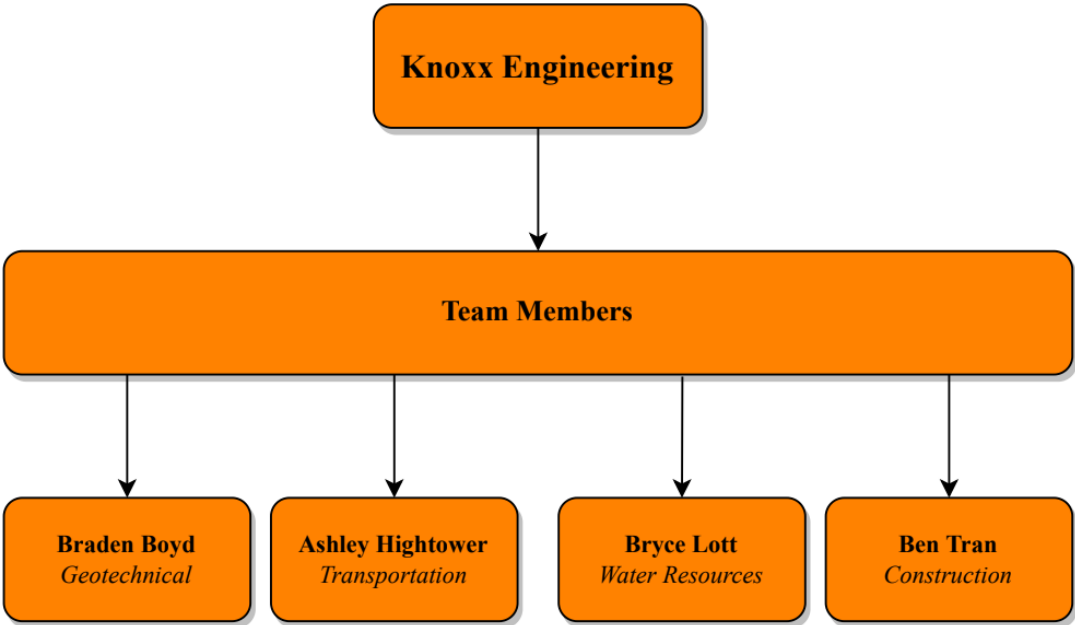 Knoxx Engineering
Team Members
Braden Boyd
Geotechnical
Ashley Hightower
Transportation
Bryce Lott
Water Resources
Ben Tran
Construction